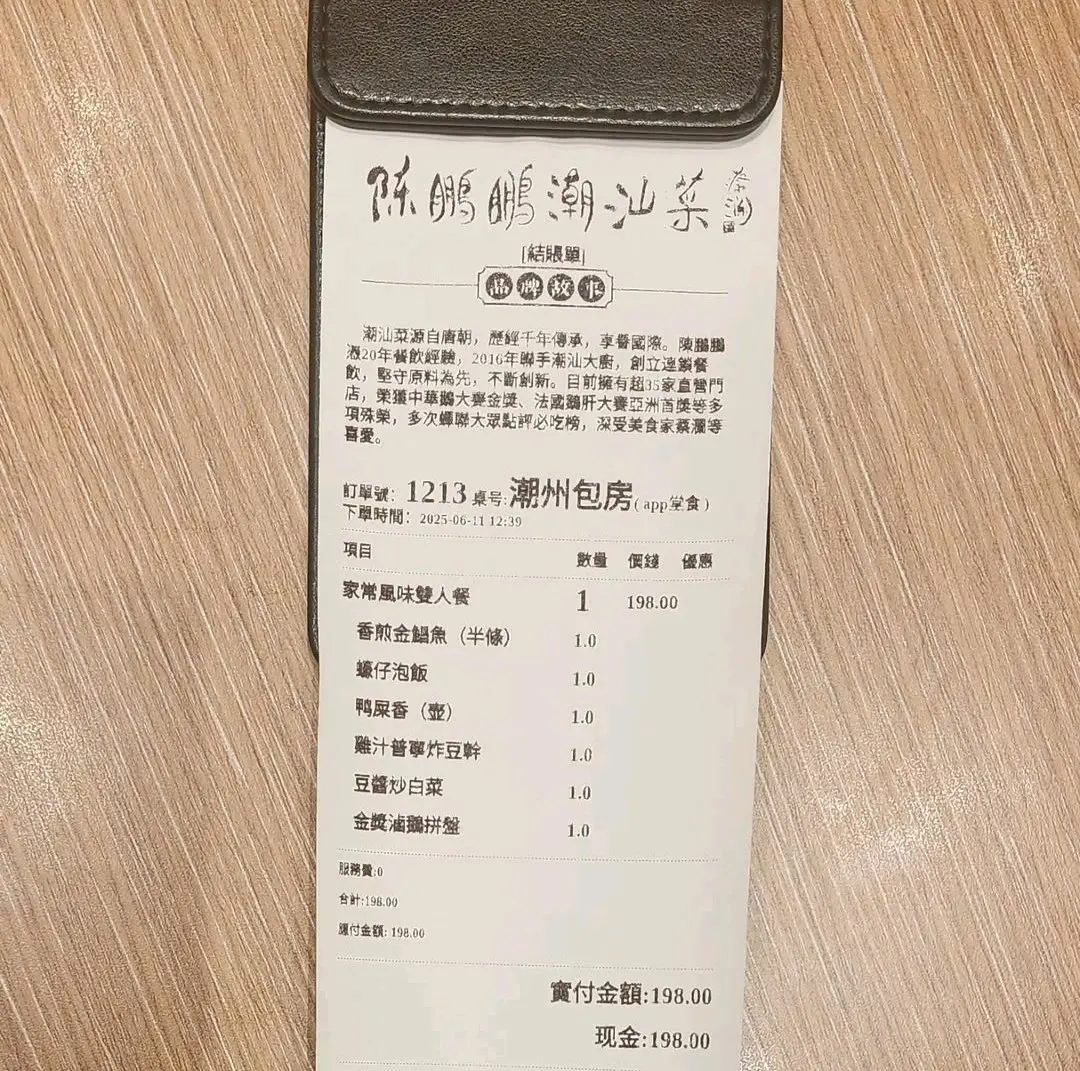 陈鹏鹏潮汕菜 蔡澜
[結賬單]
品牌故事
潮汕菜源自唐朝，歷經千年傳承，享譽國際。陳鵬鵬
憑20年餐飲經驗，2016年聯手潮汕大廚，創立連鎖餐
飲，堅守原料為先，不斷創新。目前擁有超35家直營門
店，榮獲中華鵝大賽金獎、法國鵝肝大賽亞洲首獎等多
項殊榮，多次蟬聯大眾點評必吃榜，深受美食家蔡瀾等
喜愛。
訂單號： 1213 桌号:潮州包房( app堂食 )
下單時間： 2025-06-11 12:39
項目 數量 價錢 優惠
家常風味雙人餐 1 198.00
香煎金鯧魚（半條） 1.0
蠔仔泡飯 1.0
鸭屎香（壺） 1.0
雞汁普寧炸豆幹 1.0
豆醬炒白菜 1.0
金獎滷鵝拼盤 1.0
服務費:0
合計:198.00
應付金額: 198.00
實付金額:198.00
现金:198.00